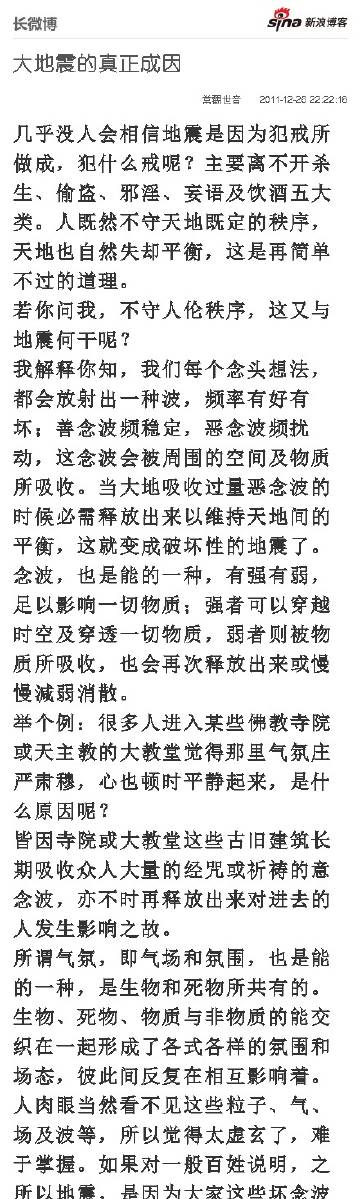 长微博
sina 新浪博客
大地震的真正成因
2011-12-26 22:22:16
几乎没人会相信地震是因为犯戒所
做成，犯什么戒呢？主要离不开杀
生、偷盗、邪淫、妄语及饮酒五大
类。人既然不守天地既定的秩序，
天地也自然失却平衡，这是再简单
不过的道理。
若你问我，不守人伦秩序，这又与
地震何干呢？
我解释你知，我们每个念头想法，
都会放射出一种波，频率有好有
坏；善念波频稳定，恶念波频扰
动，这念波会被周围的空间及物质
所吸收。当大地吸收过量恶念波的
时候必需释放出来以维持天地间的
平衡，这就变成破坏性的地震了。
念波，也是能的一种，有强有弱，
足以影响一切物质；强者可以穿越
时空及穿透一切物质，弱者则被物
质所吸收，也会再次释放出来或慢
慢減弱消散。
举个例：很多人进入某些佛教寺院
或天主教的大教堂觉得那里气氛庄
严肃穆，心也顿时平静起来，是什
么原因呢？
皆因寺院或大教堂这些古旧建筑长
期吸收众人大量的经咒或祈祷的意
念波，亦不时再释放出来对进去的
人发生影响之故。
所谓气氛，即气场和氛围，也是能
的一种，是生物和死物所共有的。
生物、死物、物质与非物质的能交
织在一起形成了各式各样的氛围和
场态，彼此间反复在相互影响着。
人肉眼当然看不见这些粒子、气、
场及波等，所以觉得太虚玄了，难
于掌握。如果对一般百姓说明，之
所以地震，是因为大家这些坏念波